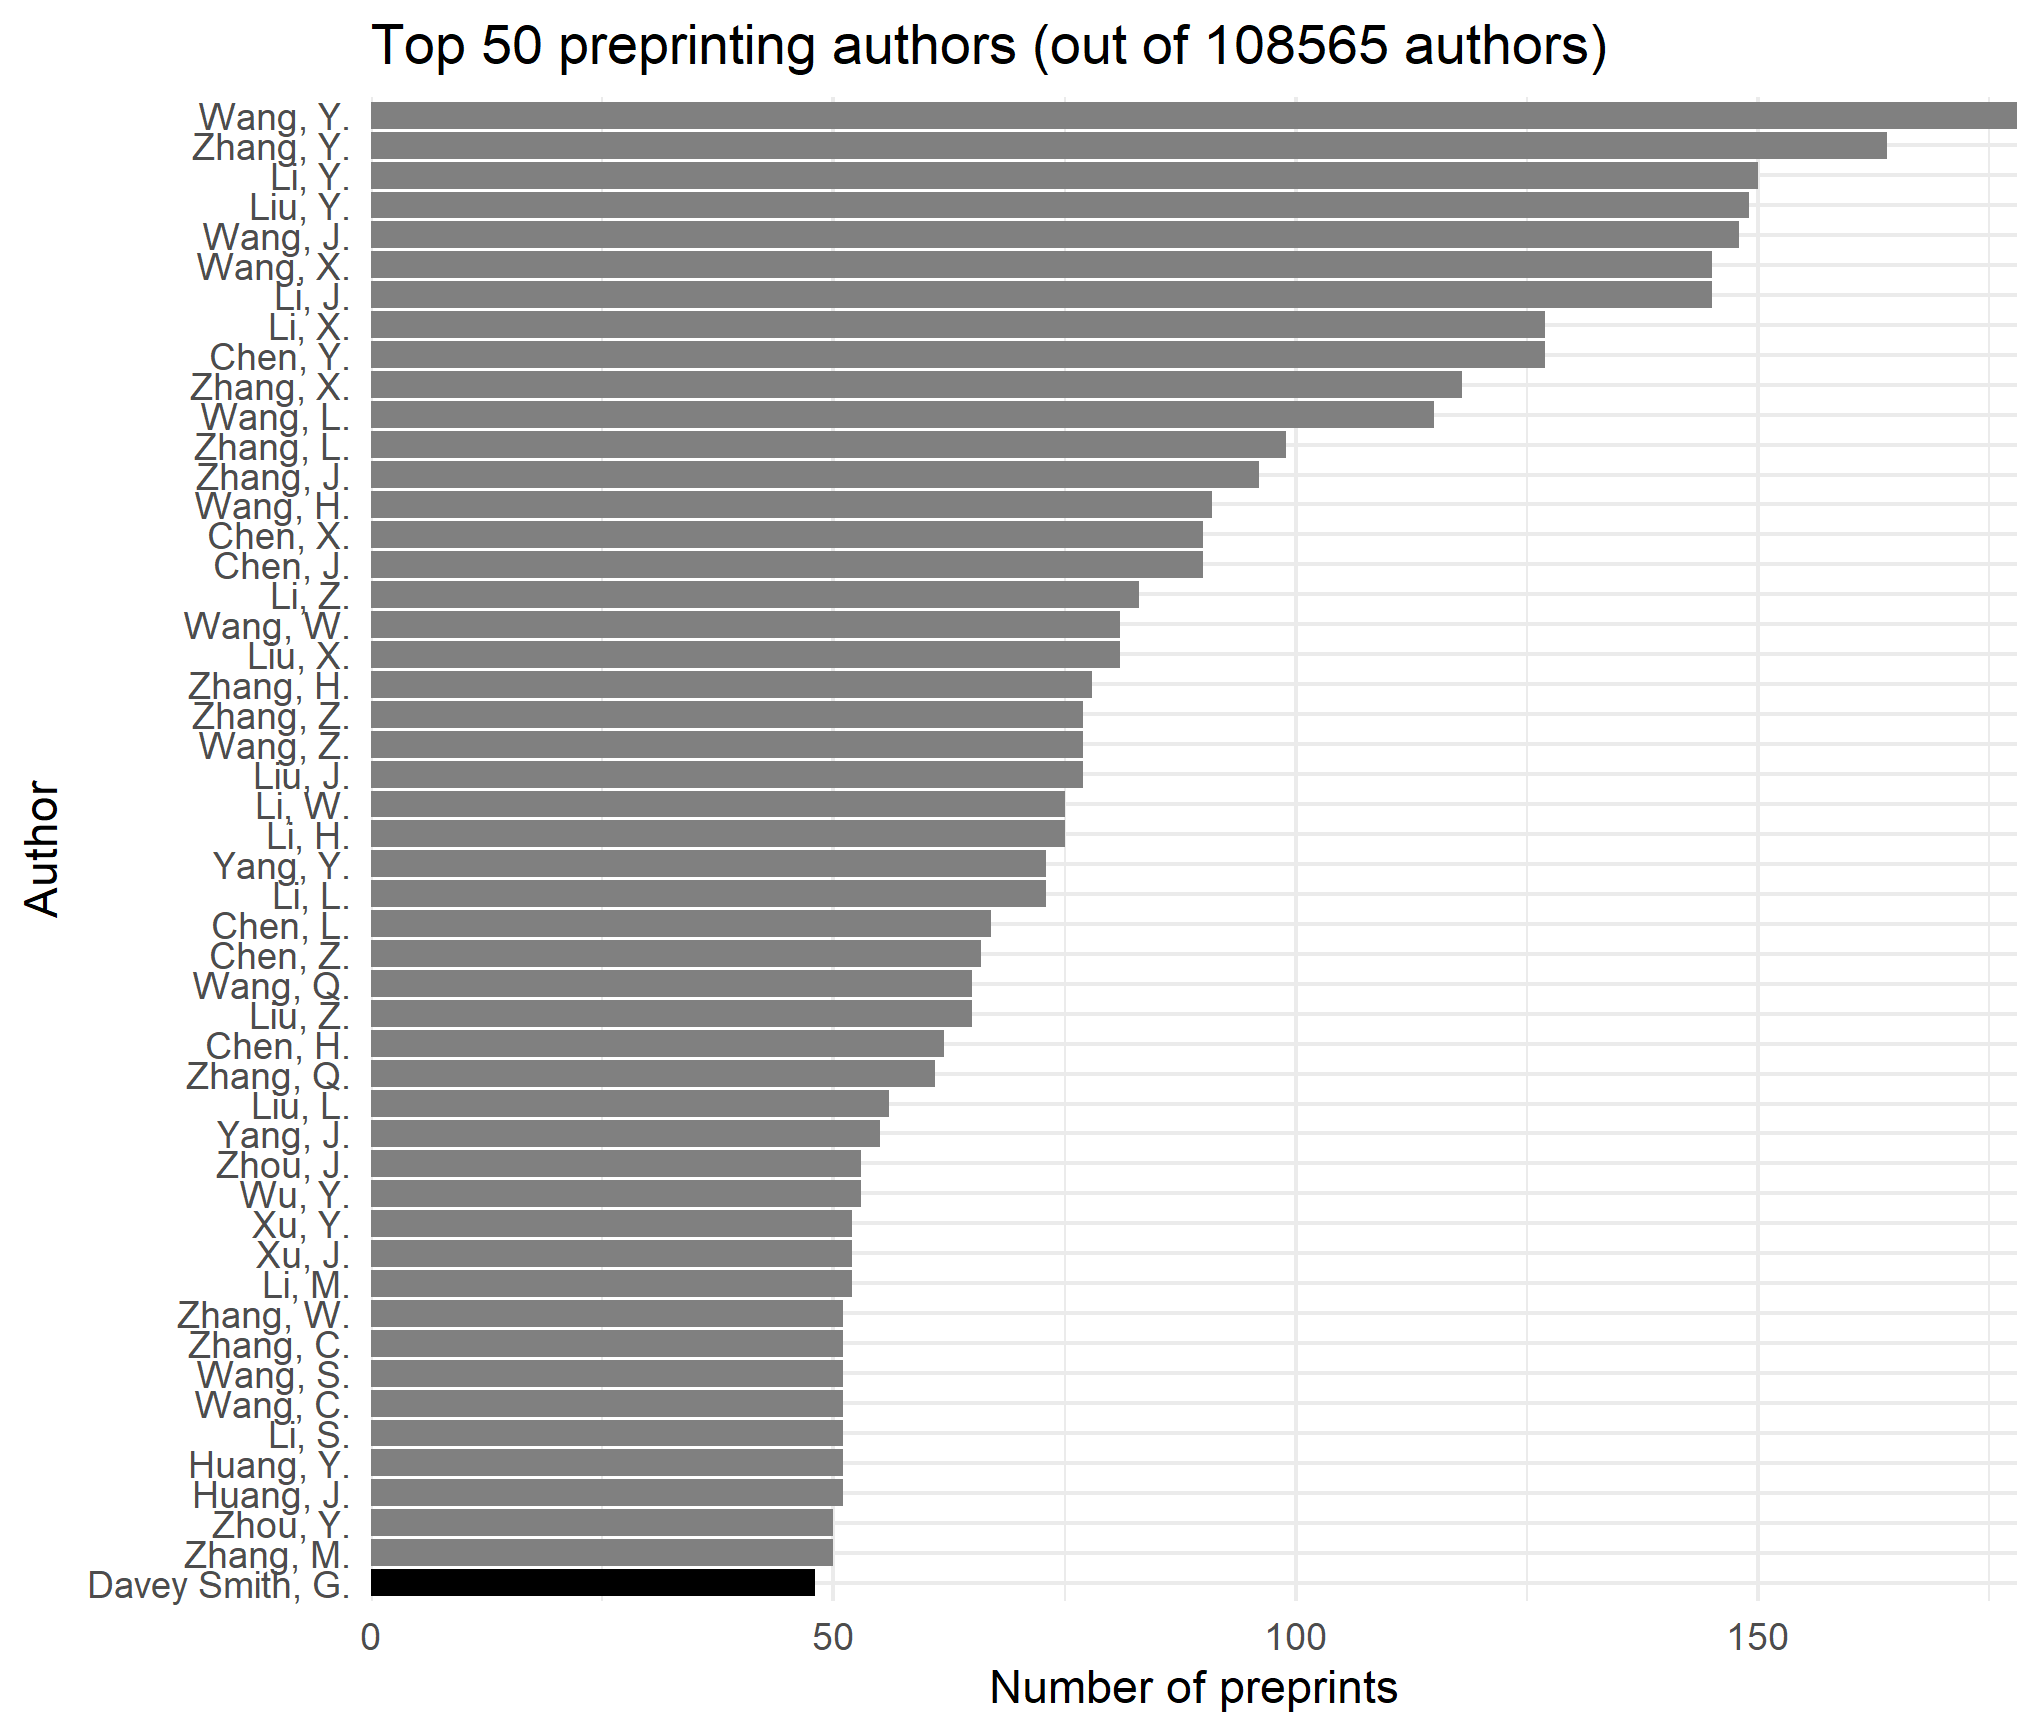 Top 50 preprinting authors (out of 108565 authors)
Wang, Y.
Zhang, Y.
Li, Y.
Liu, Y.
Wang, J.
Wang, X.
Li, J.
Li, X.
Chen, Y.
Zhang, X.
Wang, L.
Zhang, L.
Zhang, J.
Wang, H.
Chen, X.
Chen, J.
Li, Z.
Wang, W.
Liu, X.
Zhang, H.
Zhang, Z.
Wang, Z.
Liu, J.
Li, W.
Li, H.
Yang, Y.
Li, L.
Chen, L.
Chen, Z.
Wang, Q.
Liu, Z.
Chen, H.
Zhang, Q.
Liu, L.
Yang, J.
Zhou, J.
Wu, Y.
Xu, Y.
Xu, J.
Li, M.
Zhang, W.
Zhang, C.
Wang, S.
Wang, C.
Li, S.
Huang, Y.
Huang, J.
Zhou, Y.
Zhang, M.
Davey Smith, G.
Author
0 50 100 150
Number of preprints